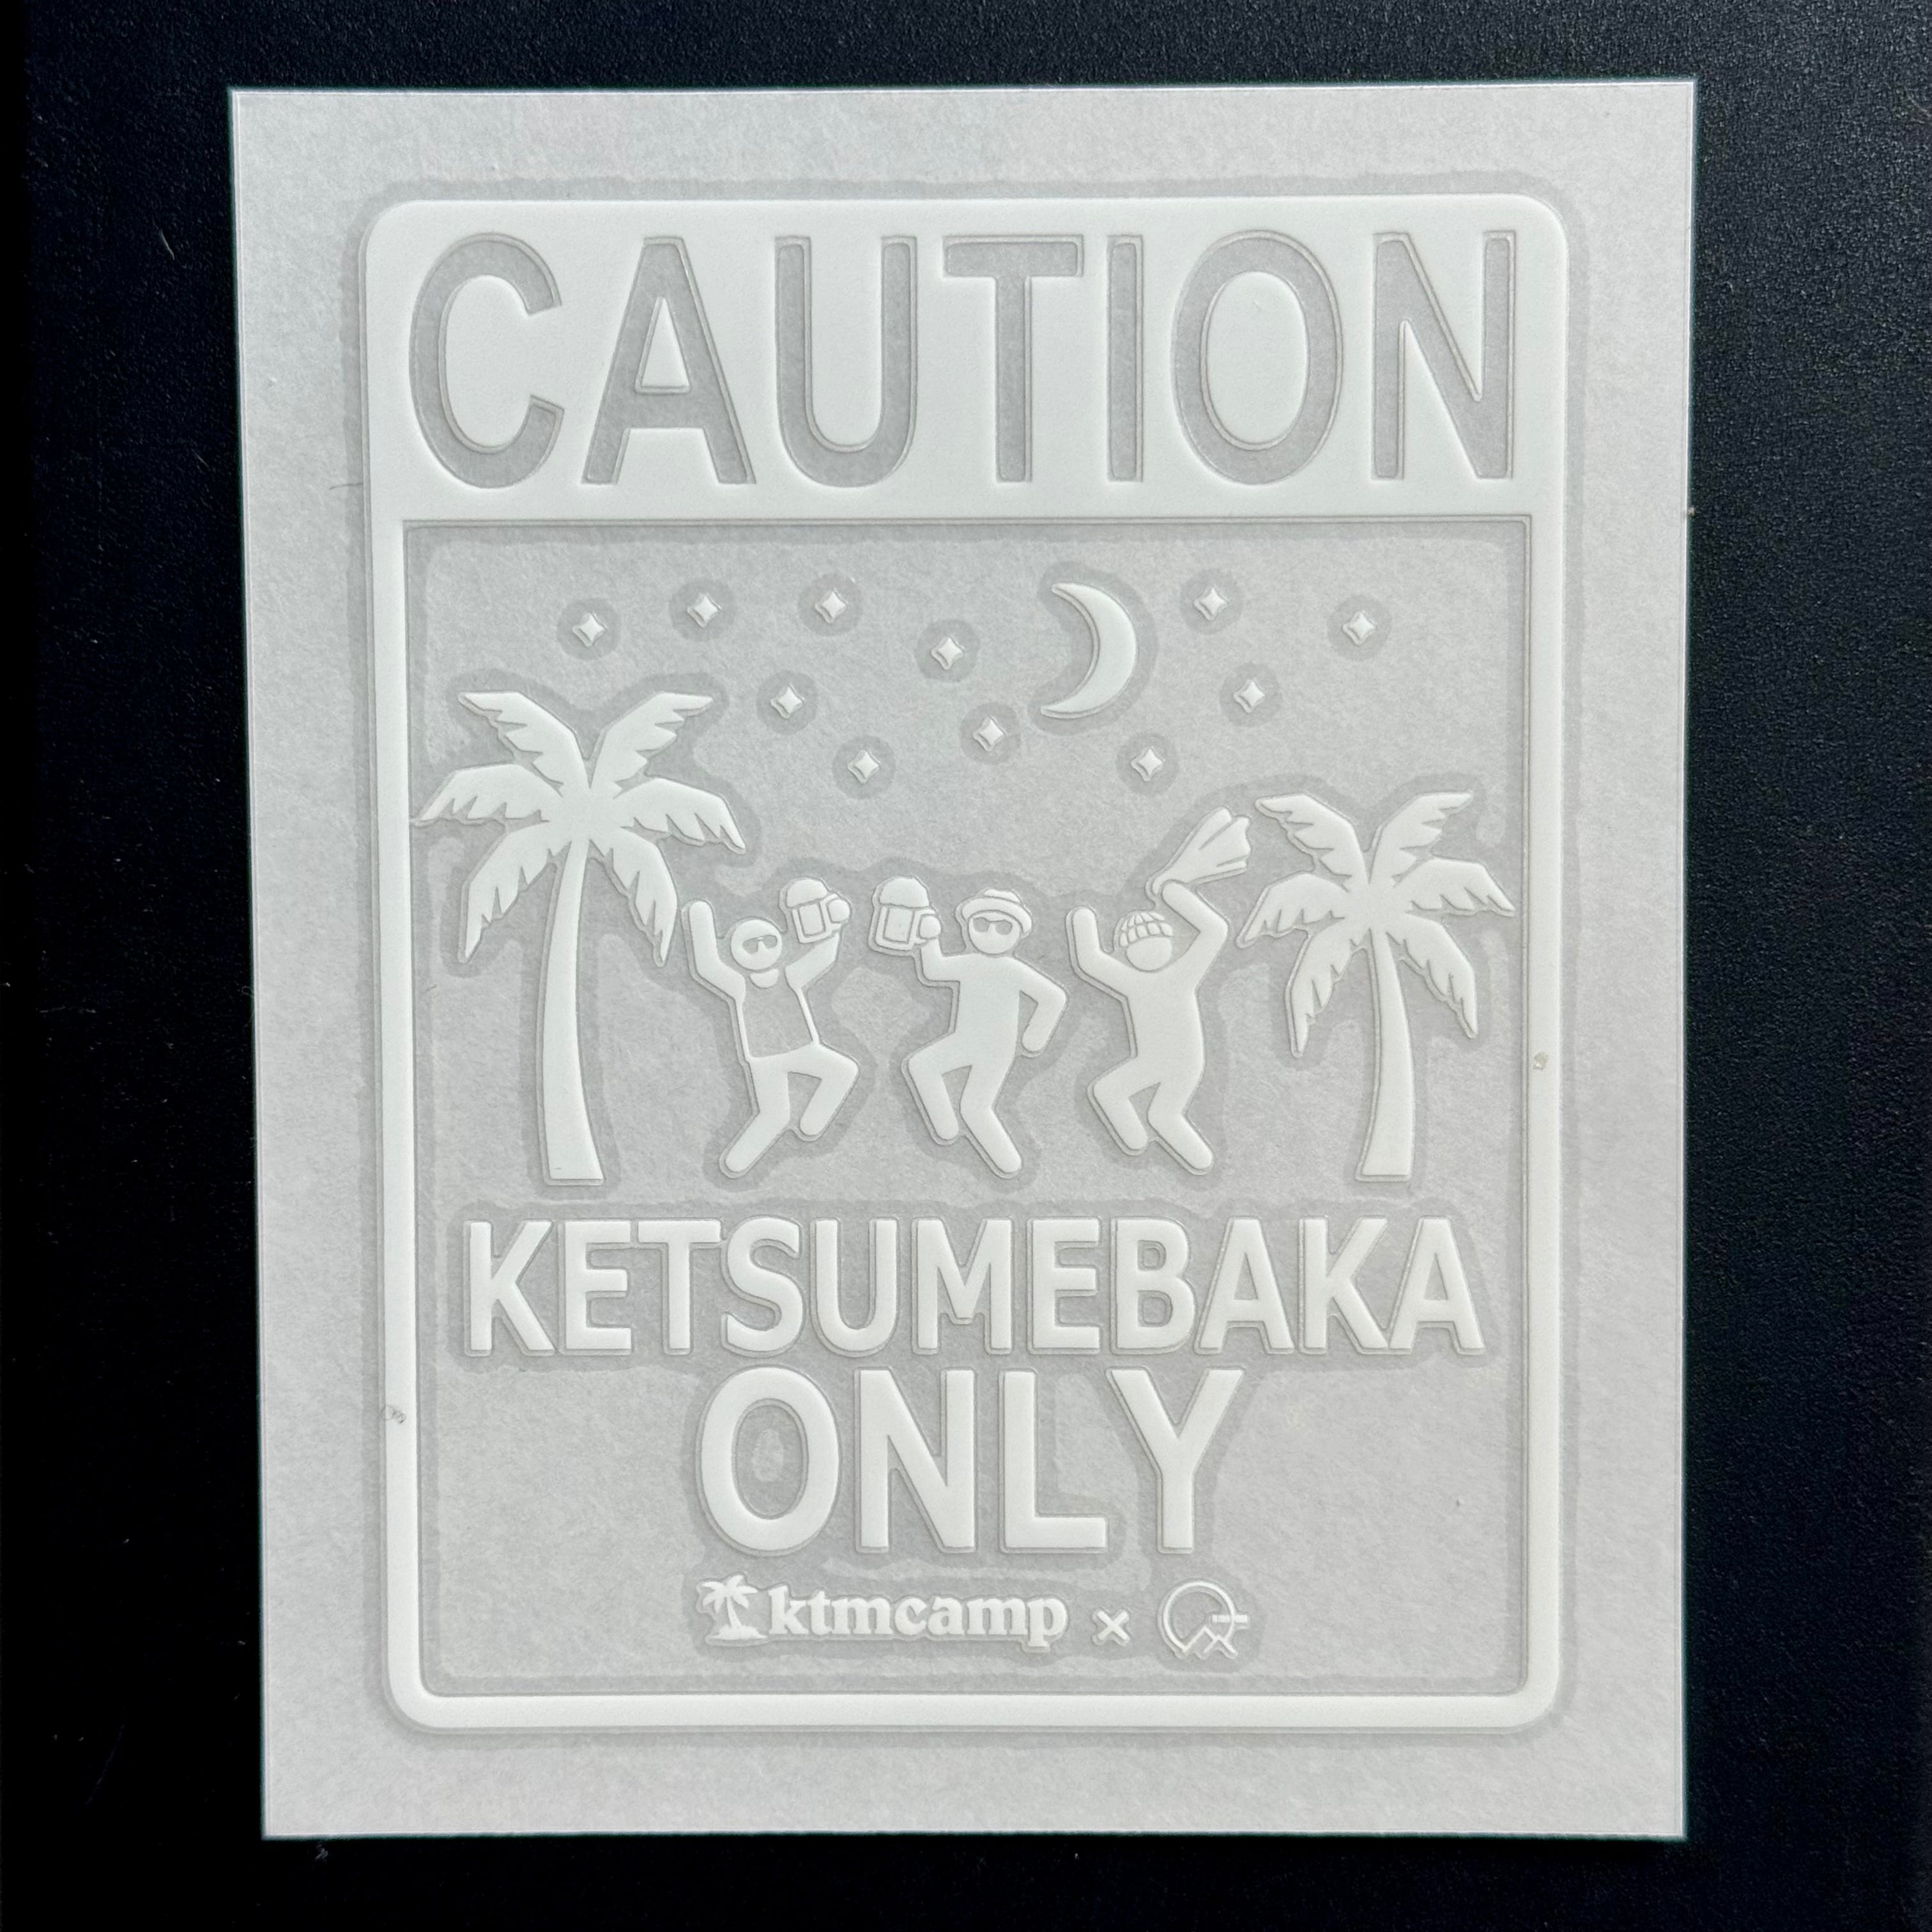 CAUTION
KETSUMEBAKA
ONLY
ktmcamp ×